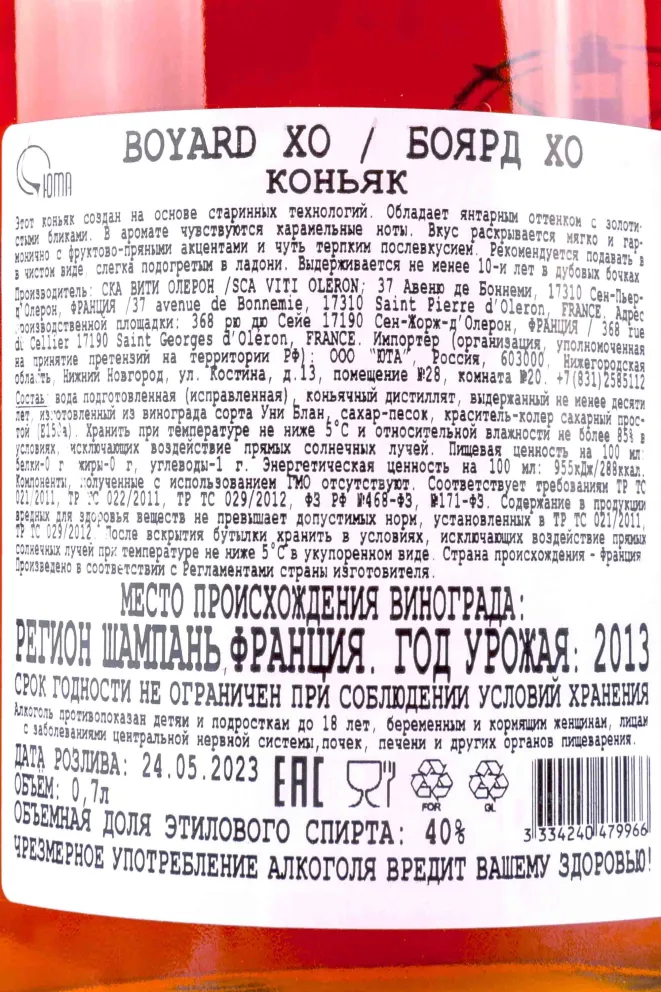 BOYARD XO / БОЯРД ХО
ЮТА
КОНЬЯК
Этот коньяк создан на основе старинных технологий. Обладает янтарным оттенком с золоти-
стыми бликами. В аромате чувствуются карамельные ноты. Вкус раскрывается мягко и гар-
монично с фруктово-пряными акцентами и чуть терпким послевкусием. Рекомендуется подавать в
в чистом виде, слегка подогретым в ладони. Выдерживается не менее 10-и лет в дубовых бочках
Производитель: СКА ВИТИ ОЛЕРОН /SCA VITI OLERON; 37 Авеню де Боннеми, 17310 Сен-Пьер-
д'Олерон, ФРАНЦИЯ /37 avenue de Bonnemie, 17310 Saint Pierre d'Oleron, FRANCE. Адрес
производственной площадки: 368 рю дю Сейе 17190 Сен-Жорж-д'Олерон, ФРАНЦИЯ / 368 rue
du Cellier 17190 Saint Georges d'Oleron, FRANCE. Импортёр (организация, уполномоченная
на принятие претензий на территории РФ): ООО "ЮТА", Россия, 603000, Нижегородская
область, Нижний Новгород, ул. Костина, д.13, помещение №28, комната №20. +7(831)2585112
Состав: вода подготовленная (исправленная), коньячный дистиллят, выдержанный не менее десяти
лет, изготовленный из винограда сорта Уни Блан, сахар-песок, краситель-колер сахарный прос-
той (Е150а). Хранить при температуре не ниже 5°С и относительной влажности не более 85% в
условиях, исключающих воздействие прямых солнечных лучей. Пищевая ценность на 100 мл:
белки-0 г жиры-0 г, углеводы-1 г. Энергетическая ценность на 100 мл: 955кДж/288ккал.
Компоненты, полученные с использованием ГМО отсутствуют. Соответствует требованиям ТР ТС
021/2011, ТР ТС 022/2011, ТР ТС 029/2012, ФЗ РФ №468-ФЗ, №171-ФЗ. Содержание в продукции
вредных для здоровья веществ не превышает допустимых норм, установленных в ТР ТС 021/2011,
ТР ТС 029/2012. После вскрытия бутылки хранить в условиях, исключающих воздействие прямых
солнечных лучей при температуре не ниже 5°С в укупоренном виде. Страна происхождения - Франция
Произведено в соответствии с Регламентами страны изготовителя.
МЕСТО ПРОИСХОЖДЕНИЯ ВИНОГРАДА:
РЕГИОН ШАМПАНЬ, ФРАНЦИЯ. ГОД УРОЖАЯ: 2013
СРОК ГОДНОСТИ НЕ ОГРАНИЧЕН ПРИ СОБЛЮДЕНИИ УСЛОВИЙ ХРАНЕНИЯ
Алкоголь противопоказан детям и подросткам до 18 лет, беременным и кормящим женщинам, лицам
с заболеваниями центральной нервной системы, почек, печени и других органов пищеварения.
ДАТА РОЗЛИВА: 24.05.2023
ЕАС
FOR
GL
ОБЪЕМ: 0,7л
ОБЪЕМНАЯ ДОЛЯ ЭТИЛОВОГО СПИРТА: 40%
3 334240 479966
ЧРЕЗМЕРНОЕ УПОТРЕБЛЕНИЕ АЛКОГОЛЯ ВРЕДИТ ВАШЕМУ ЗДОРОВЬЮ!